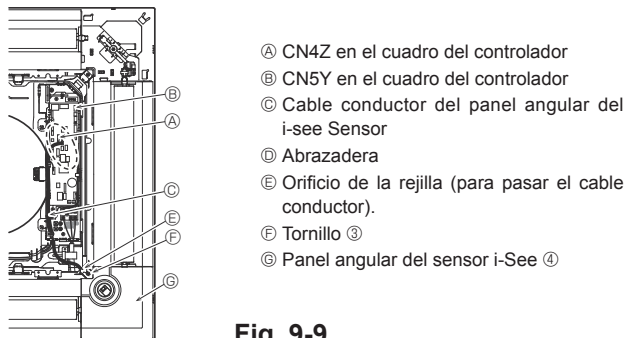 Ⓑ
Ⓐ
Ⓒ
Ⓔ
Ⓕ
Ⓖ
Ⓐ CN4Z en el cuadro del controlador
Ⓑ CN5Y en el cuadro del controlador
Ⓒ Cable conductor del panel angular del
i-see Sensor
Ⓓ Abrazadera
Ⓔ Orificio de la rejilla (para pasar el cable
conductor).
Ⓕ Tornillo ③
Ⓖ Panel angular del sensor i-See ④
Fig. 9-9